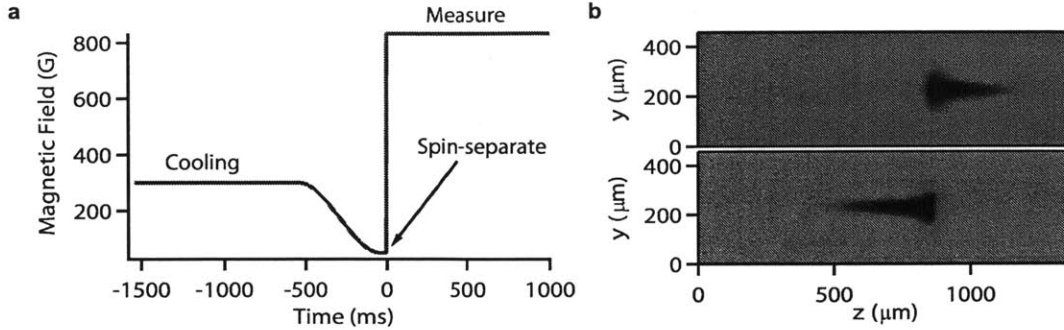 a
Measure
Magnetic Field (G)
800
600
400
200
Cooling
Spin-separate
-1500
-1000
-500
0
500
1000
Time (ms)
b
y (μm)
400
200
0
y (μm)
400
200
0
0
500
1000
z (μm)